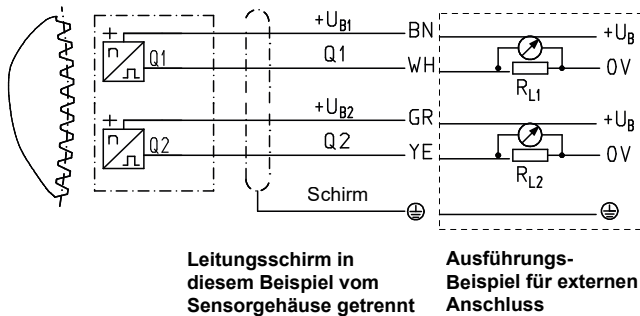 +UB1 BN +UB
n Q1 Q1 WH 0V
RL1
+UB2 GR +UB
n Q2 Q2 YE 0V
RL2
Schirm
Leitungsschirm in
diesem Beispiel vom
Sensorgehäuse getrennt
Ausführungs-
Beispiel für externen
Anschluss